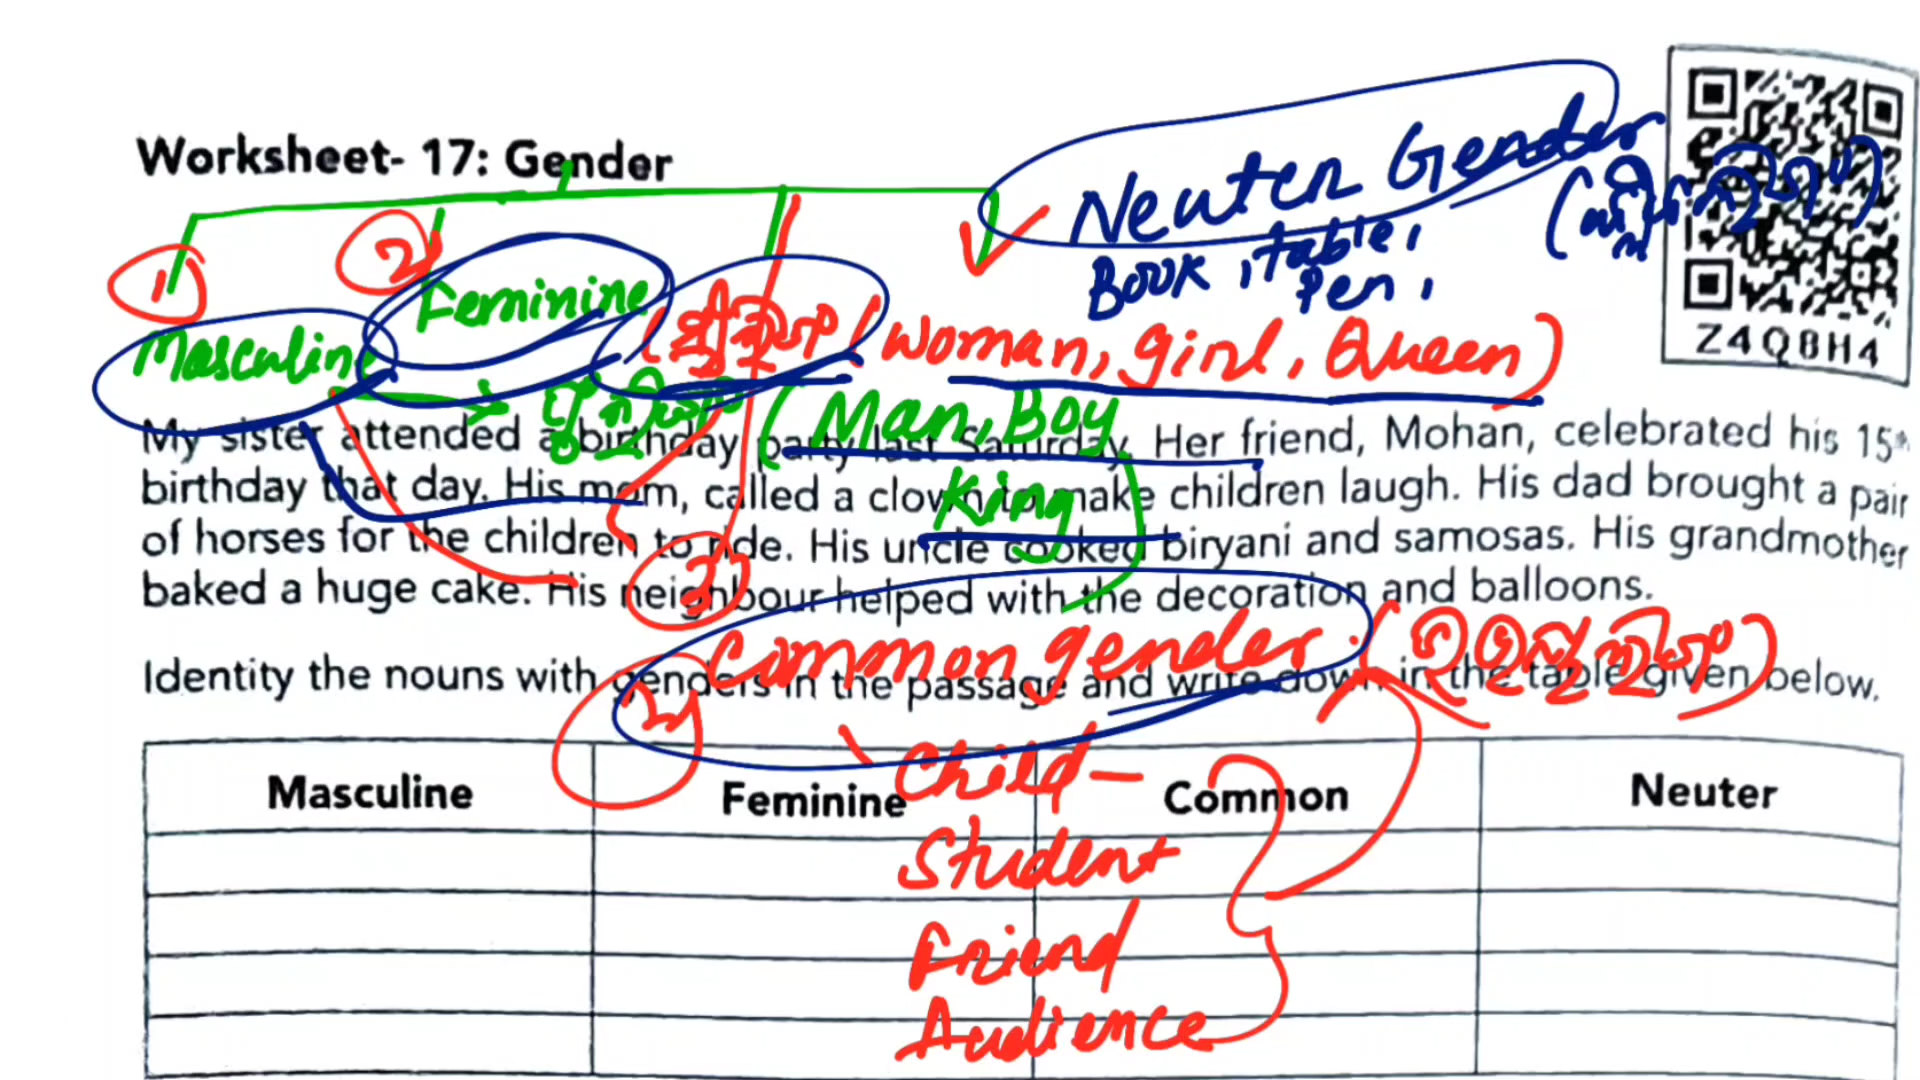 Worksheet- 17: Gender
Neuter Gender
Book, table,
Pen,
Z4Q8H4
1
2
Feminine
Masculine
(woman, girl, Queen)
(Man, Boy
King)
My sister attended a birthday party last Saturday. Her friend, Mohan, celebrated his 15th
birthday that day. His mom, called a clown to make children laugh. His dad brought a pair
of horses for the children to ride. His uncle cooked biryani and samosas. His grandmother
baked a huge cake. His neighbour helped with the decoration and balloons.
3
Common gender.
Identity the nouns with genders in the passage and write down in the table given below.
Child-
Masculine Feminine Common Neuter
Student
Friend
Audience